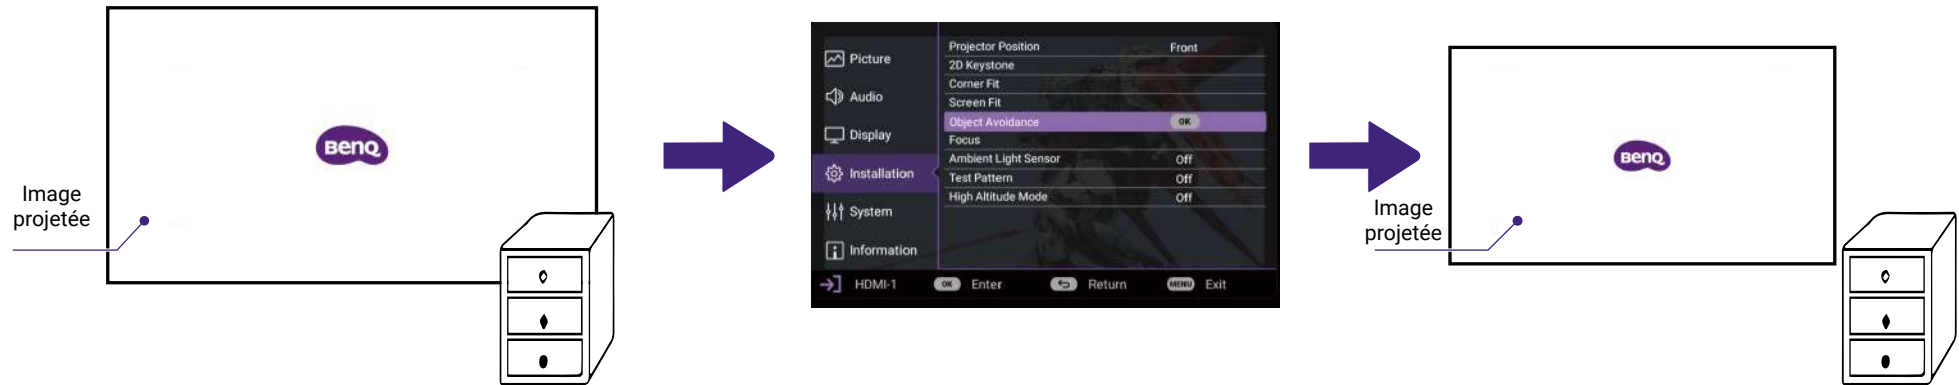 BenQ
Image
projetée
Picture
Audio
Display
Installation
System
Information
Projector Position Front
2D Keystone
Corner Fit
Screen Fit
Object Avoidance OK
Focus
Ambient Light Sensor Off
Test Pattern Off
High Altitude Mode Off
HDMI-1 OK Enter Return MENU Exit
BenQ
Image
projetée